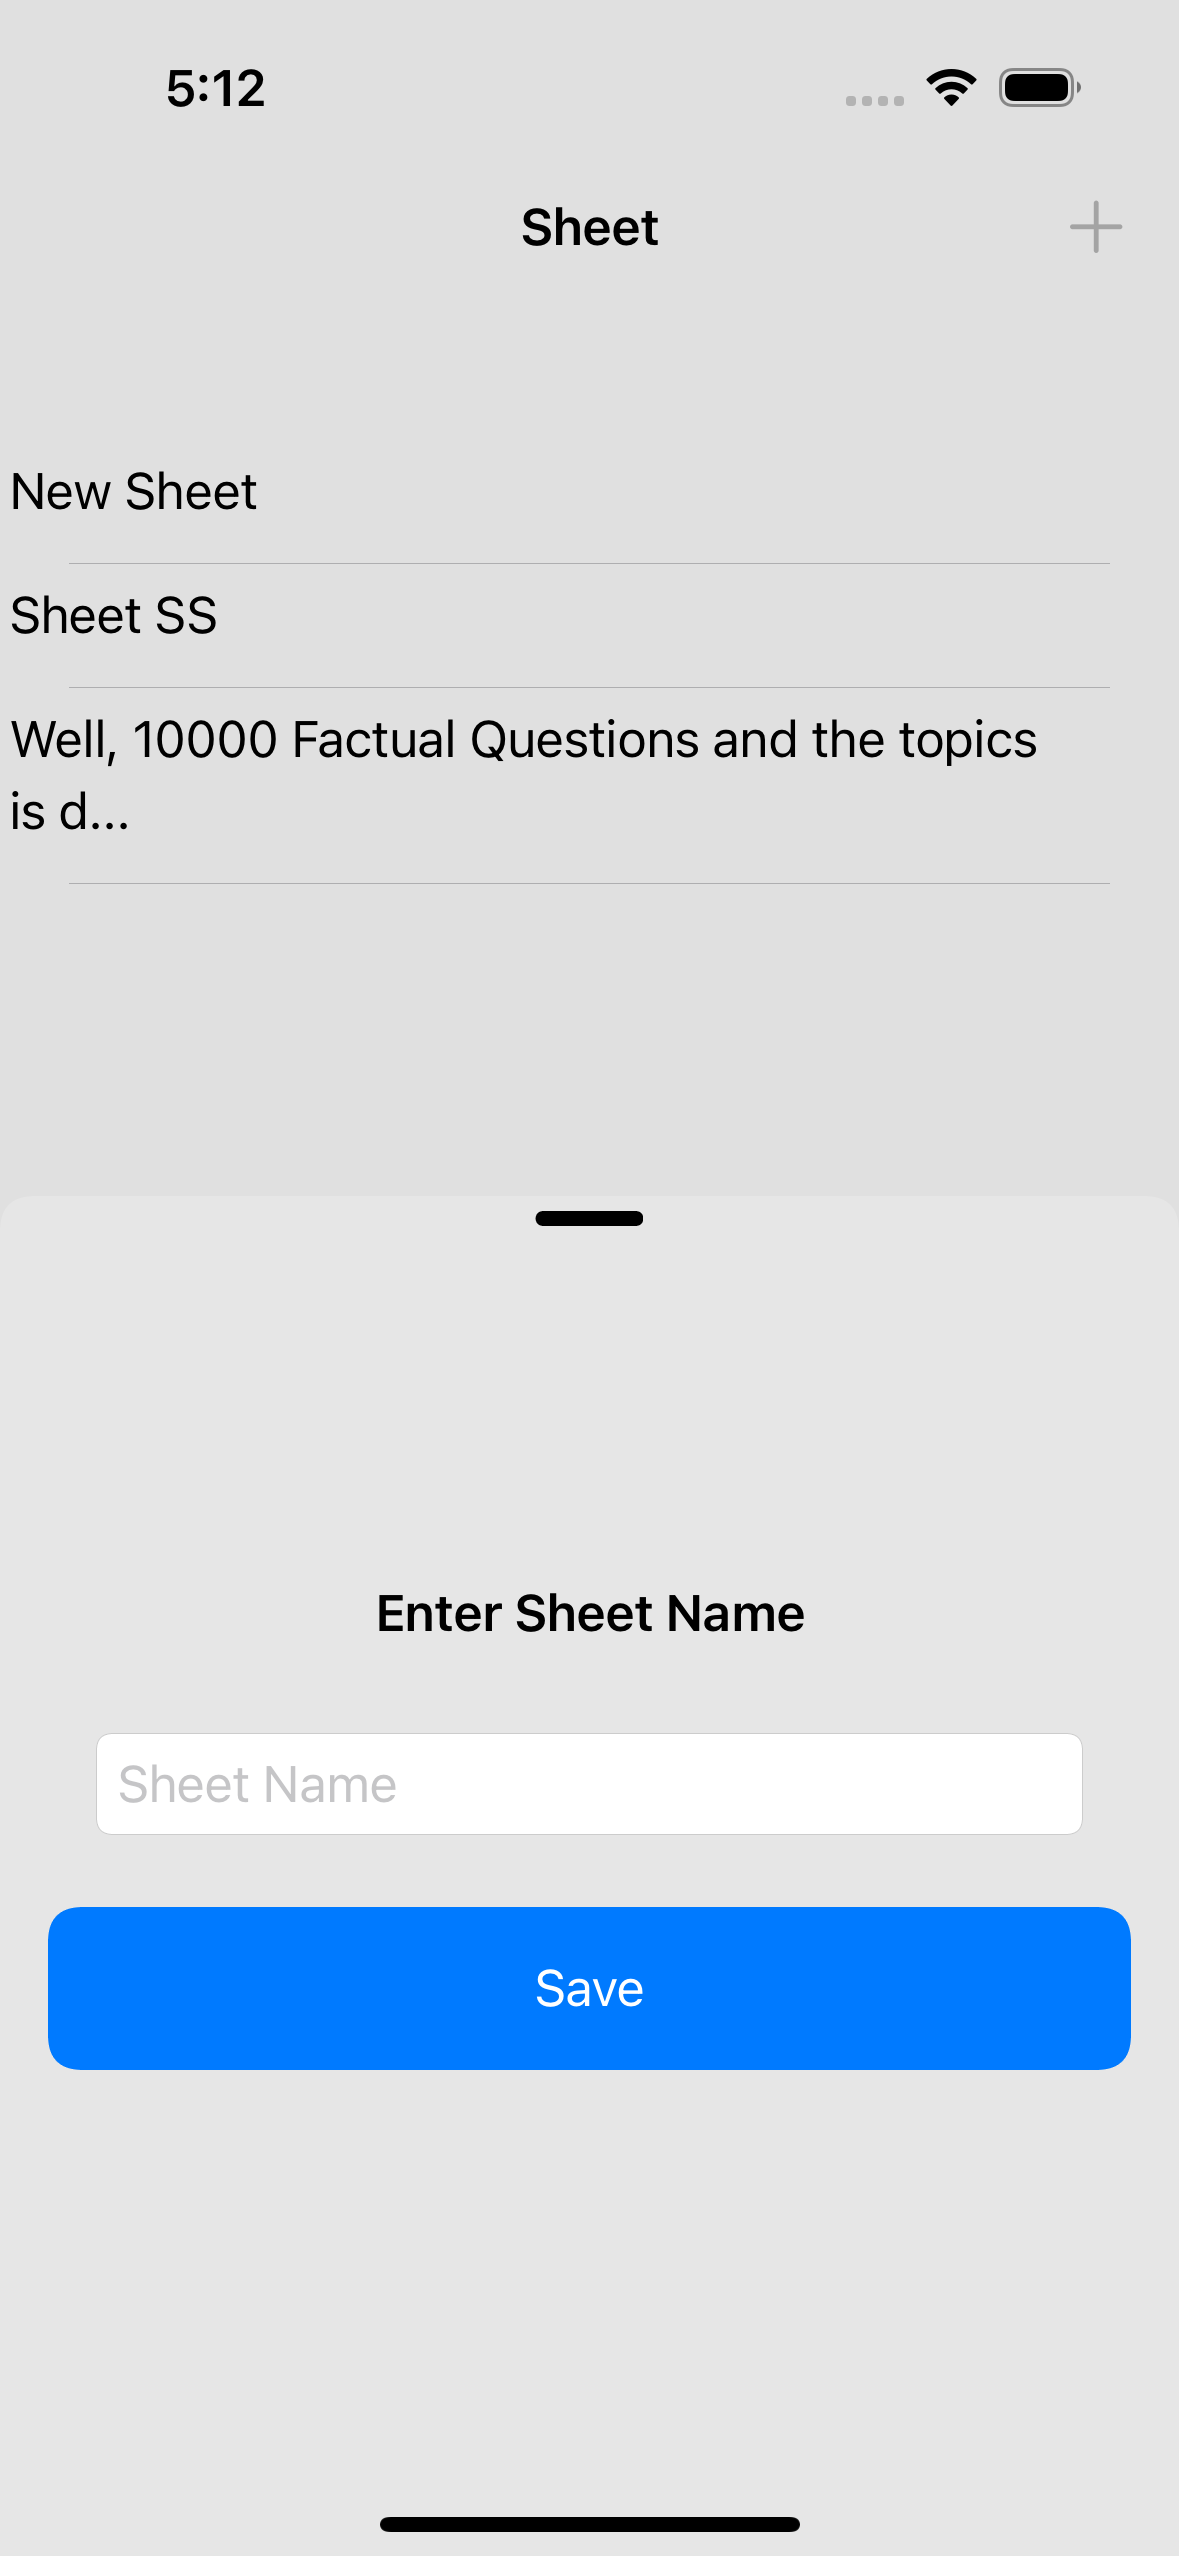 5:12
Sheet
New Sheet
Sheet SS
Well, 10000 Factual Questions and the topics
is d...
Enter Sheet Name
Sheet Name
Save